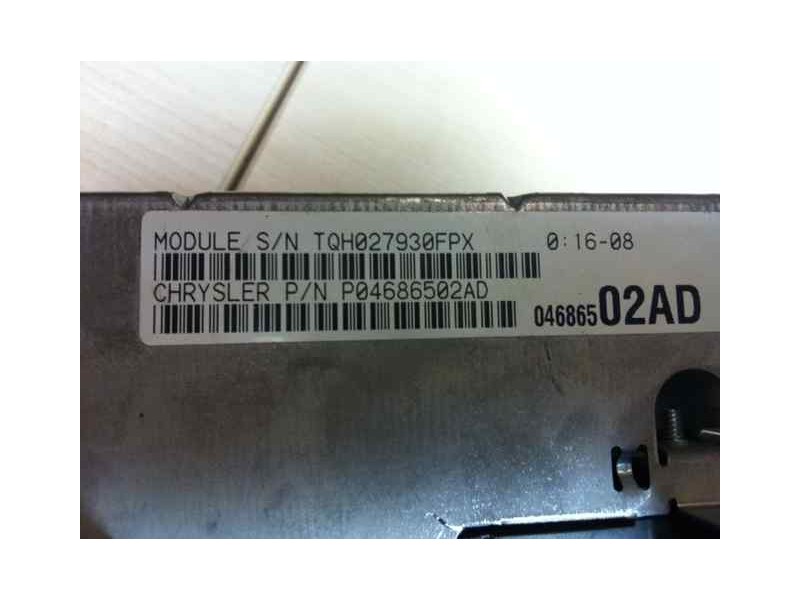 MODULE S/N TQH027930FPX 0:16-08
CHRYSLER P/N P04686502AD
04686502AD